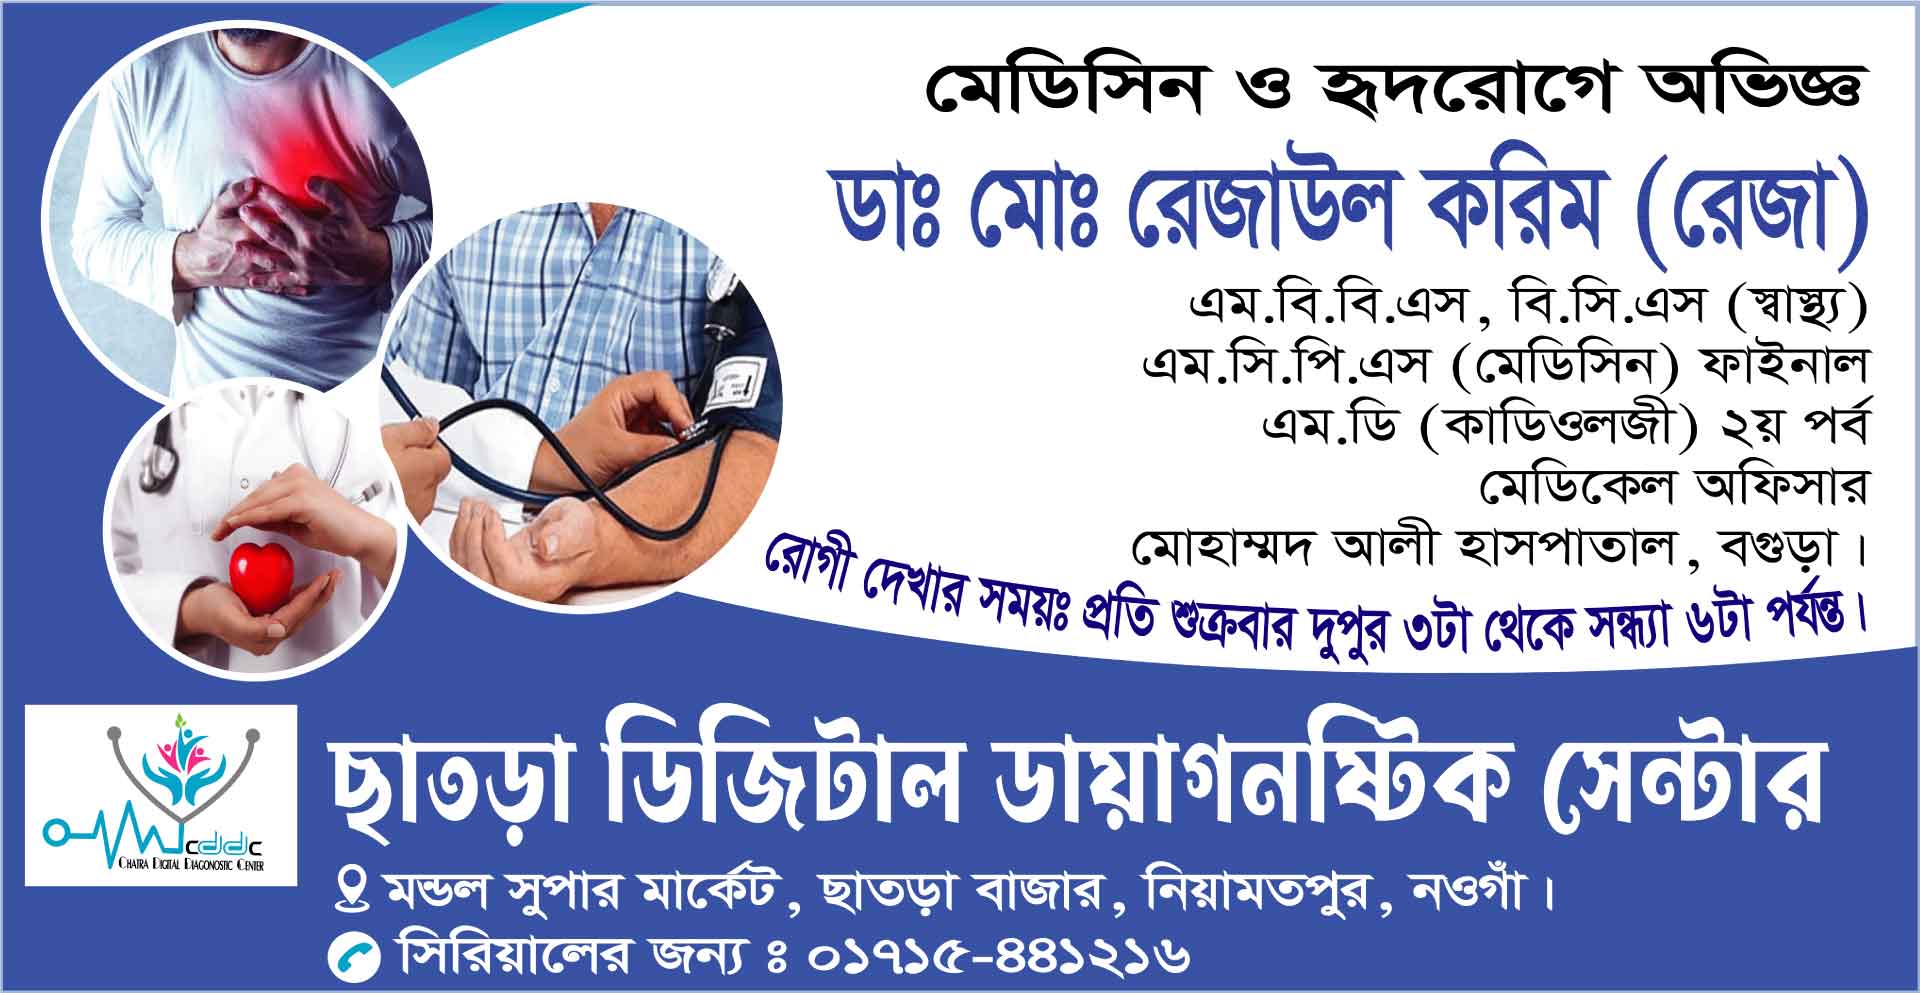 মেডিসিন ও হৃদরোগে অভিজ্ঞ
ডাঃ মোঃ রেজাউল করিম (রেজা)
এম.বি.বি.এস, বি.সি.এস (স্বাস্থ্য)
এম.সি.পি.এস (মেডিসিন) ফাইনাল
এম.ডি (কাডিওলজী) ২য় পর্ব
মেডিকেল অফিসার
মোহাম্মদ আলী হাসপাতাল, বগুড়া।
রোগী দেখার সময়ঃ প্রতি শুক্রবার দুপুর ৩টা থেকে সন্ধ্যা ৬টা পর্যন্ত।
ছাতড়া ডিজিটাল ডায়াগনষ্টিক সেন্টার
cddc
CHATRA DIGITAL DIAGONOSTIC CENTER
মন্ডল সুপার মার্কেট, ছাতড়া বাজার, নিয়ামতপুর, নওগাঁ।
সিরিয়ালের জন্য ঃ ০১৭১৫-৪৪১২১৬